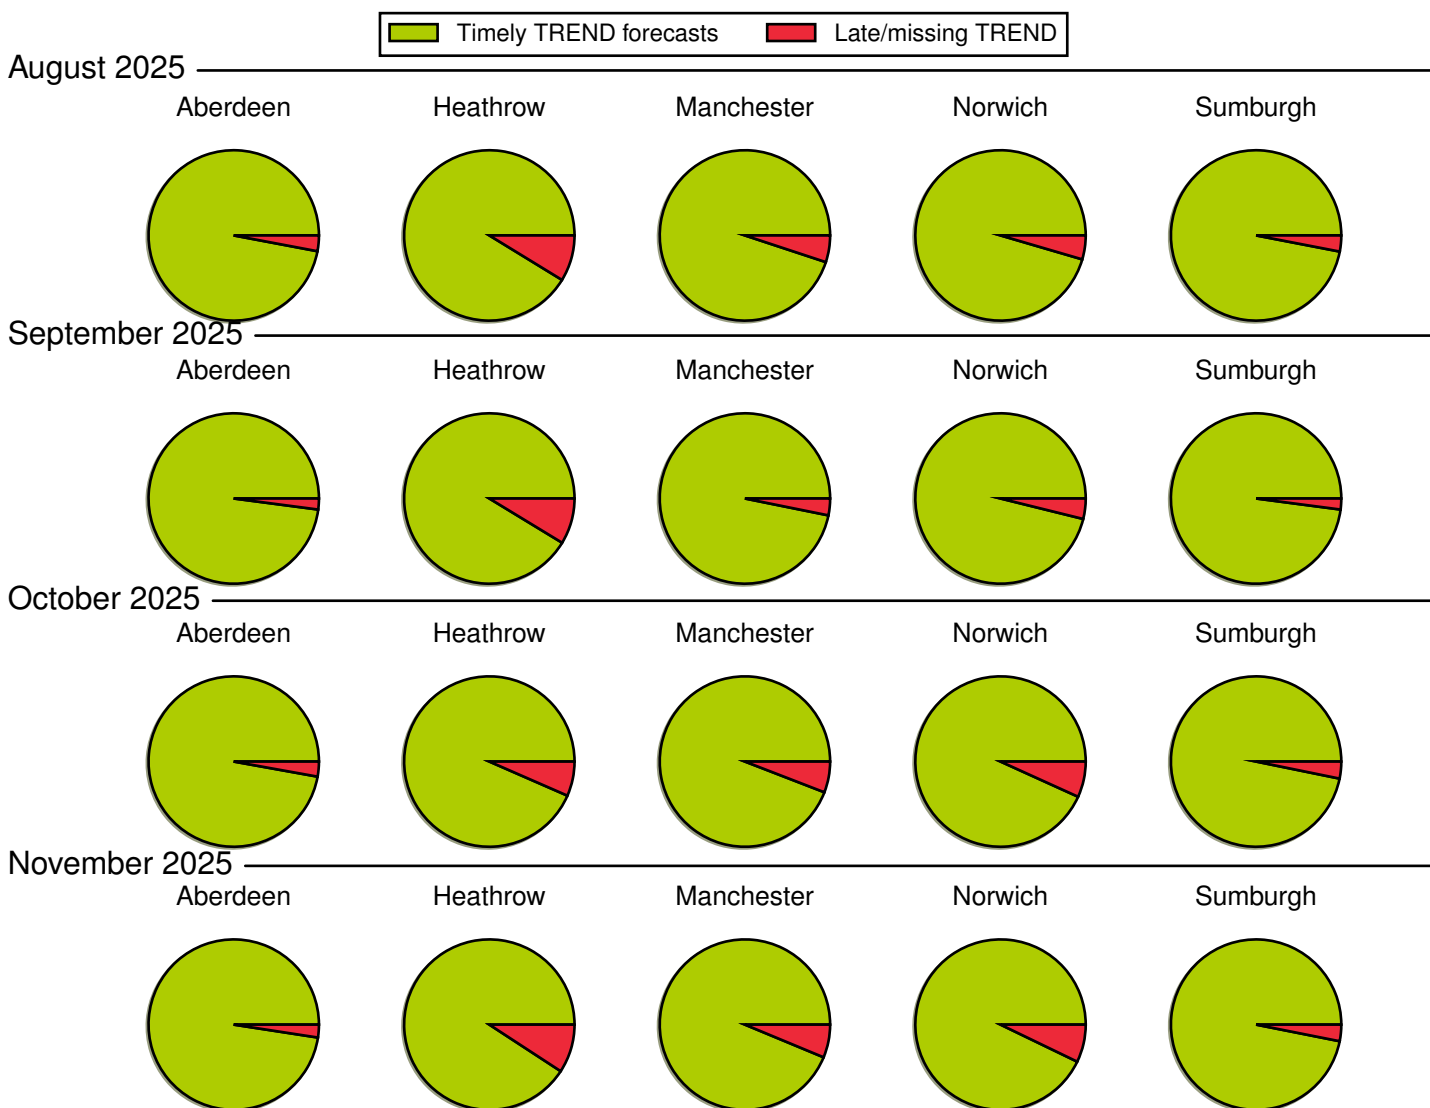 Timely TREND forecasts Late/missing TREND
August 2025
Aberdeen Heathrow Manchester Norwich Sumburgh
September 2025
Aberdeen Heathrow Manchester Norwich Sumburgh
October 2025
Aberdeen Heathrow Manchester Norwich Sumburgh
November 2025
Aberdeen Heathrow Manchester Norwich Sumburgh